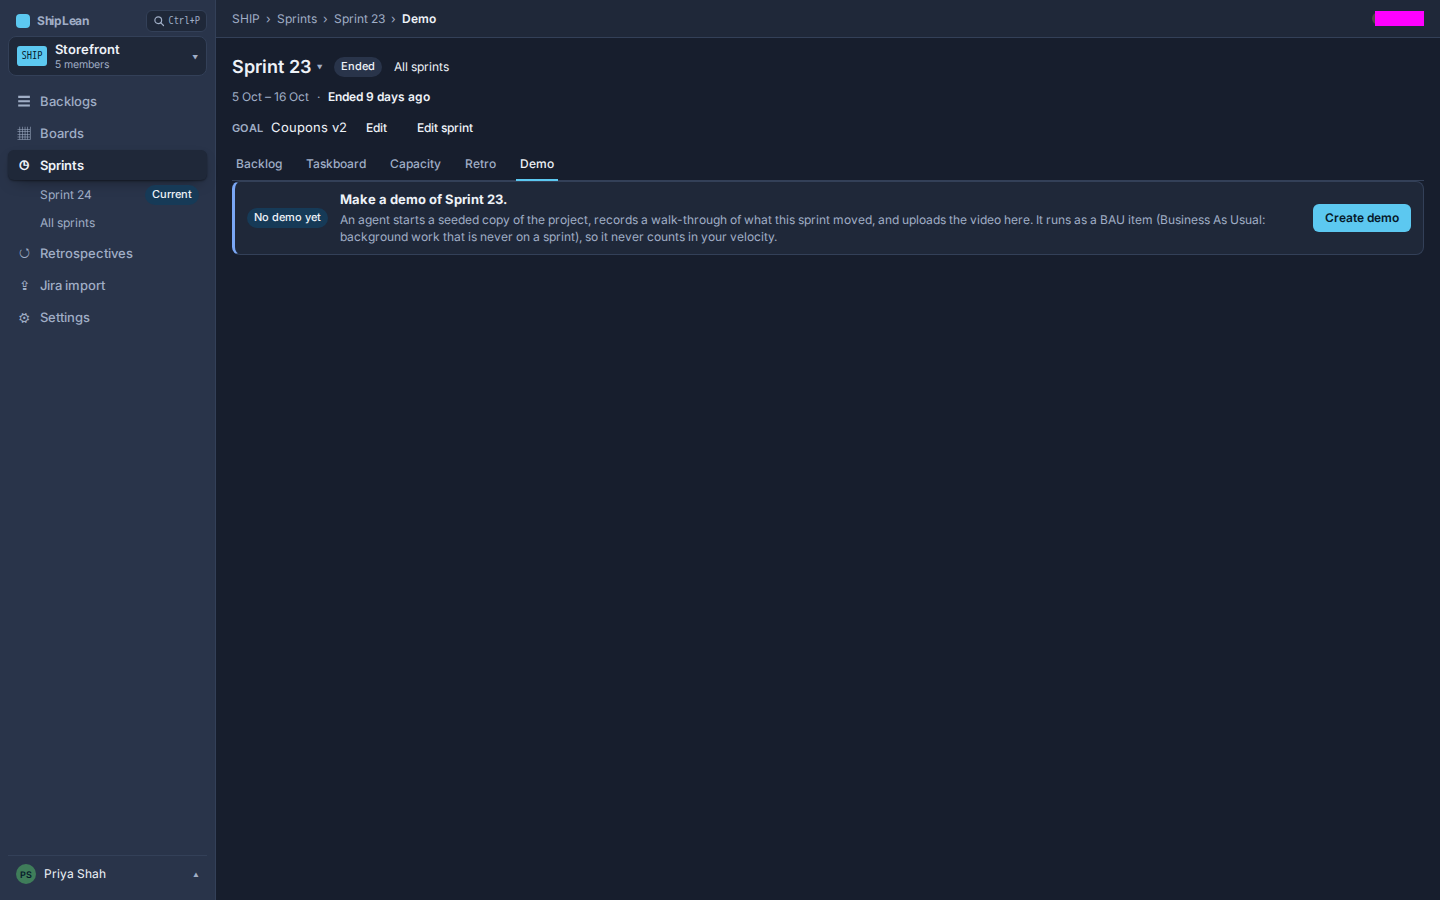 ShipLean
Ctrl+P
SHIP
Storefront
5 members
Backlogs
Boards
Sprints
Sprint 24
Current
All sprints
Retrospectives
Jira import
Settings
PS
Priya Shah
SHIP › Sprints › Sprint 23 › Demo
Sprint 23
Ended
All sprints
5 Oct – 16 Oct · Ended 9 days ago
GOAL Coupons v2 Edit Edit sprint
Backlog Taskboard Capacity Retro Demo
No demo yet
Make a demo of Sprint 23.
An agent starts a seeded copy of the project, records a walk-through of what this sprint moved, and uploads the video here. It runs as a BAU item (Business As Usual:
background work that is never on a sprint), so it never counts in your velocity.
Create demo